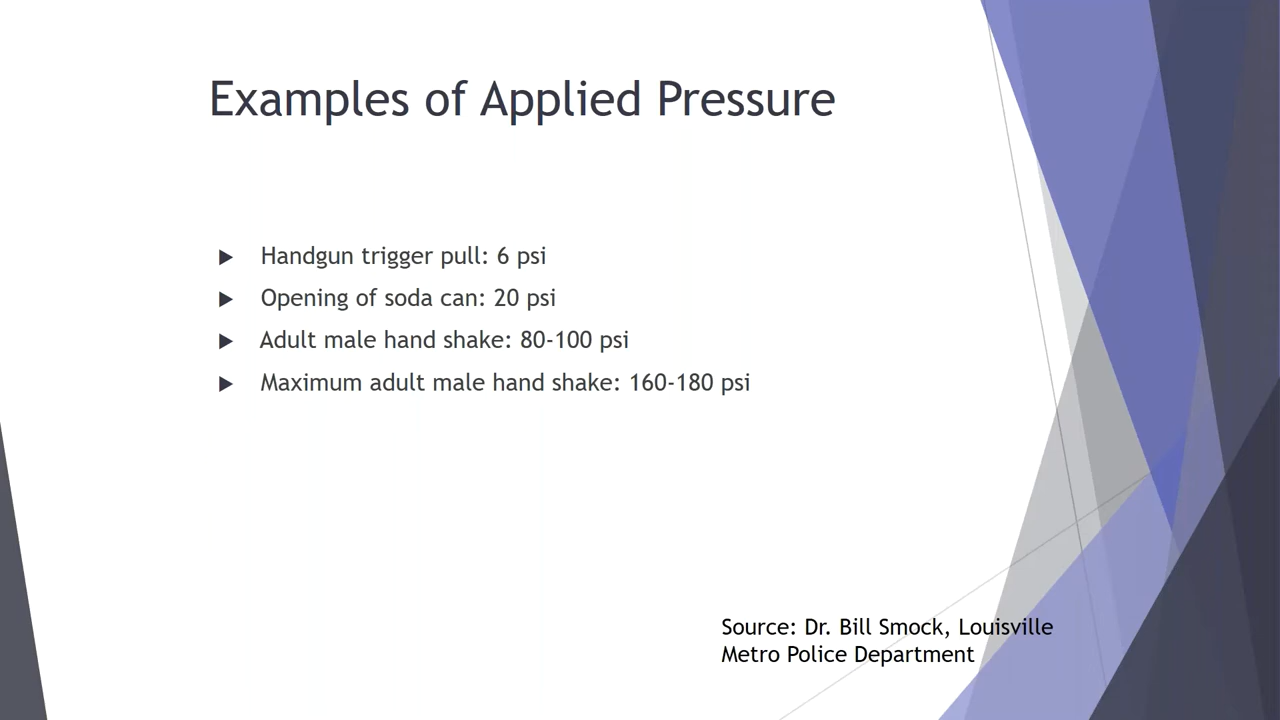 Examples of Applied Pressure
Handgun trigger pull: 6 psi
Opening of soda can: 20 psi
Adult male hand shake: 80-100 psi
Maximum adult male hand shake: 160-180 psi
Source: Dr. Bill Smock, Louisville
Metro Police Department